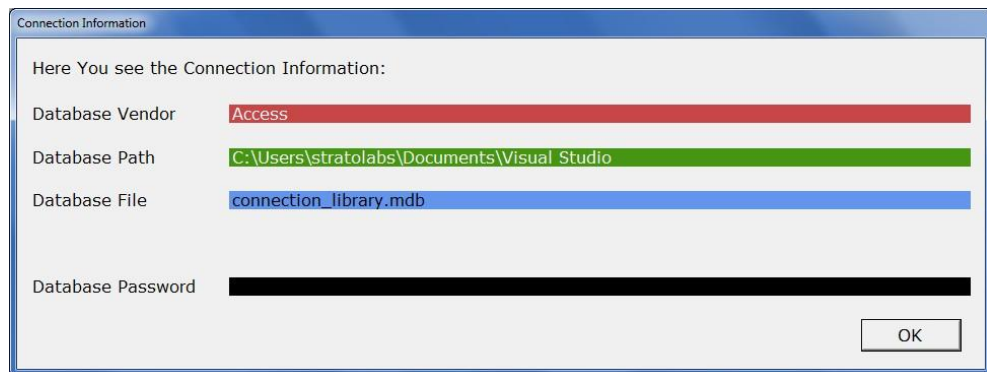 Connection Information
Here You see the Connection Information:
Database Vendor Access
Database Path C:\Users\stratolabs\Documents\Visual Studio
Database File connection_library.mdb
Database Password
OK